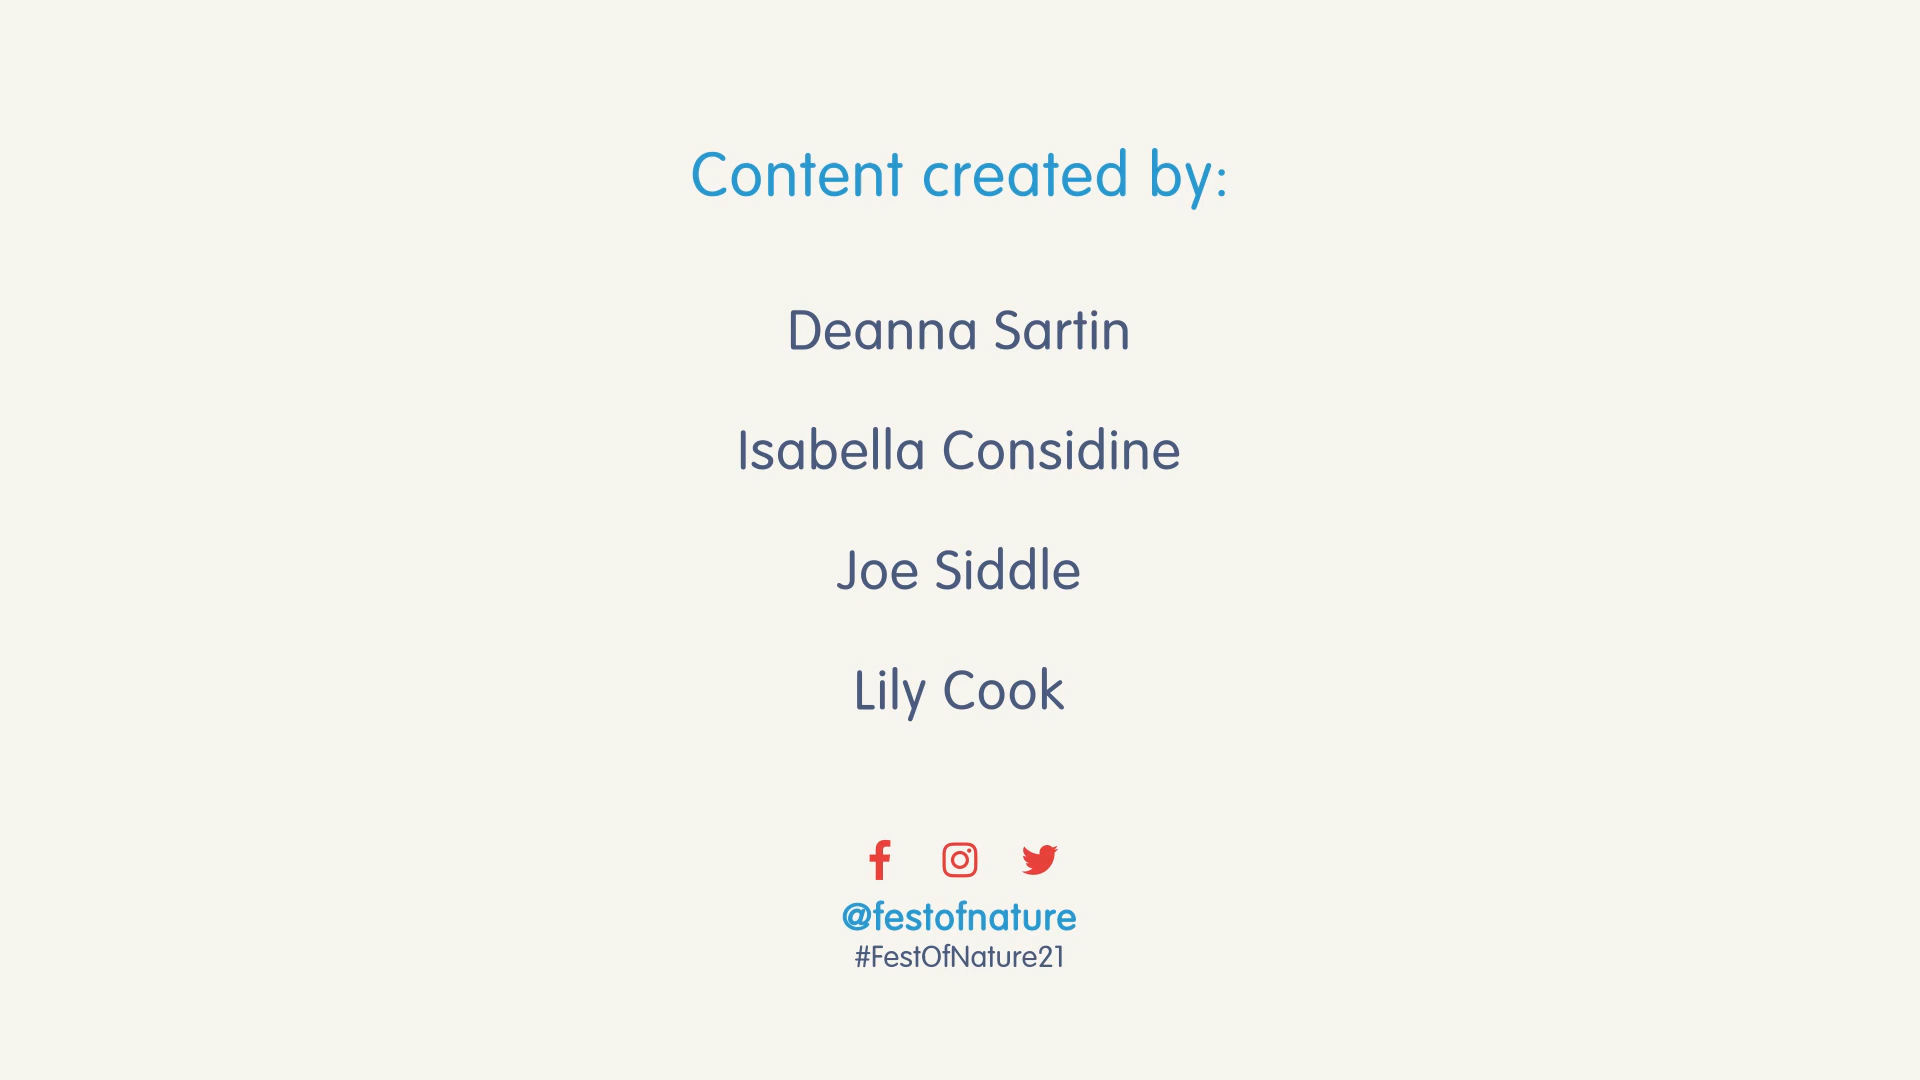 Content created by:
Deanna Sartin
Isabella Considine
Joe Siddle
Lily Cook
@festofnature
#FestOfNature21